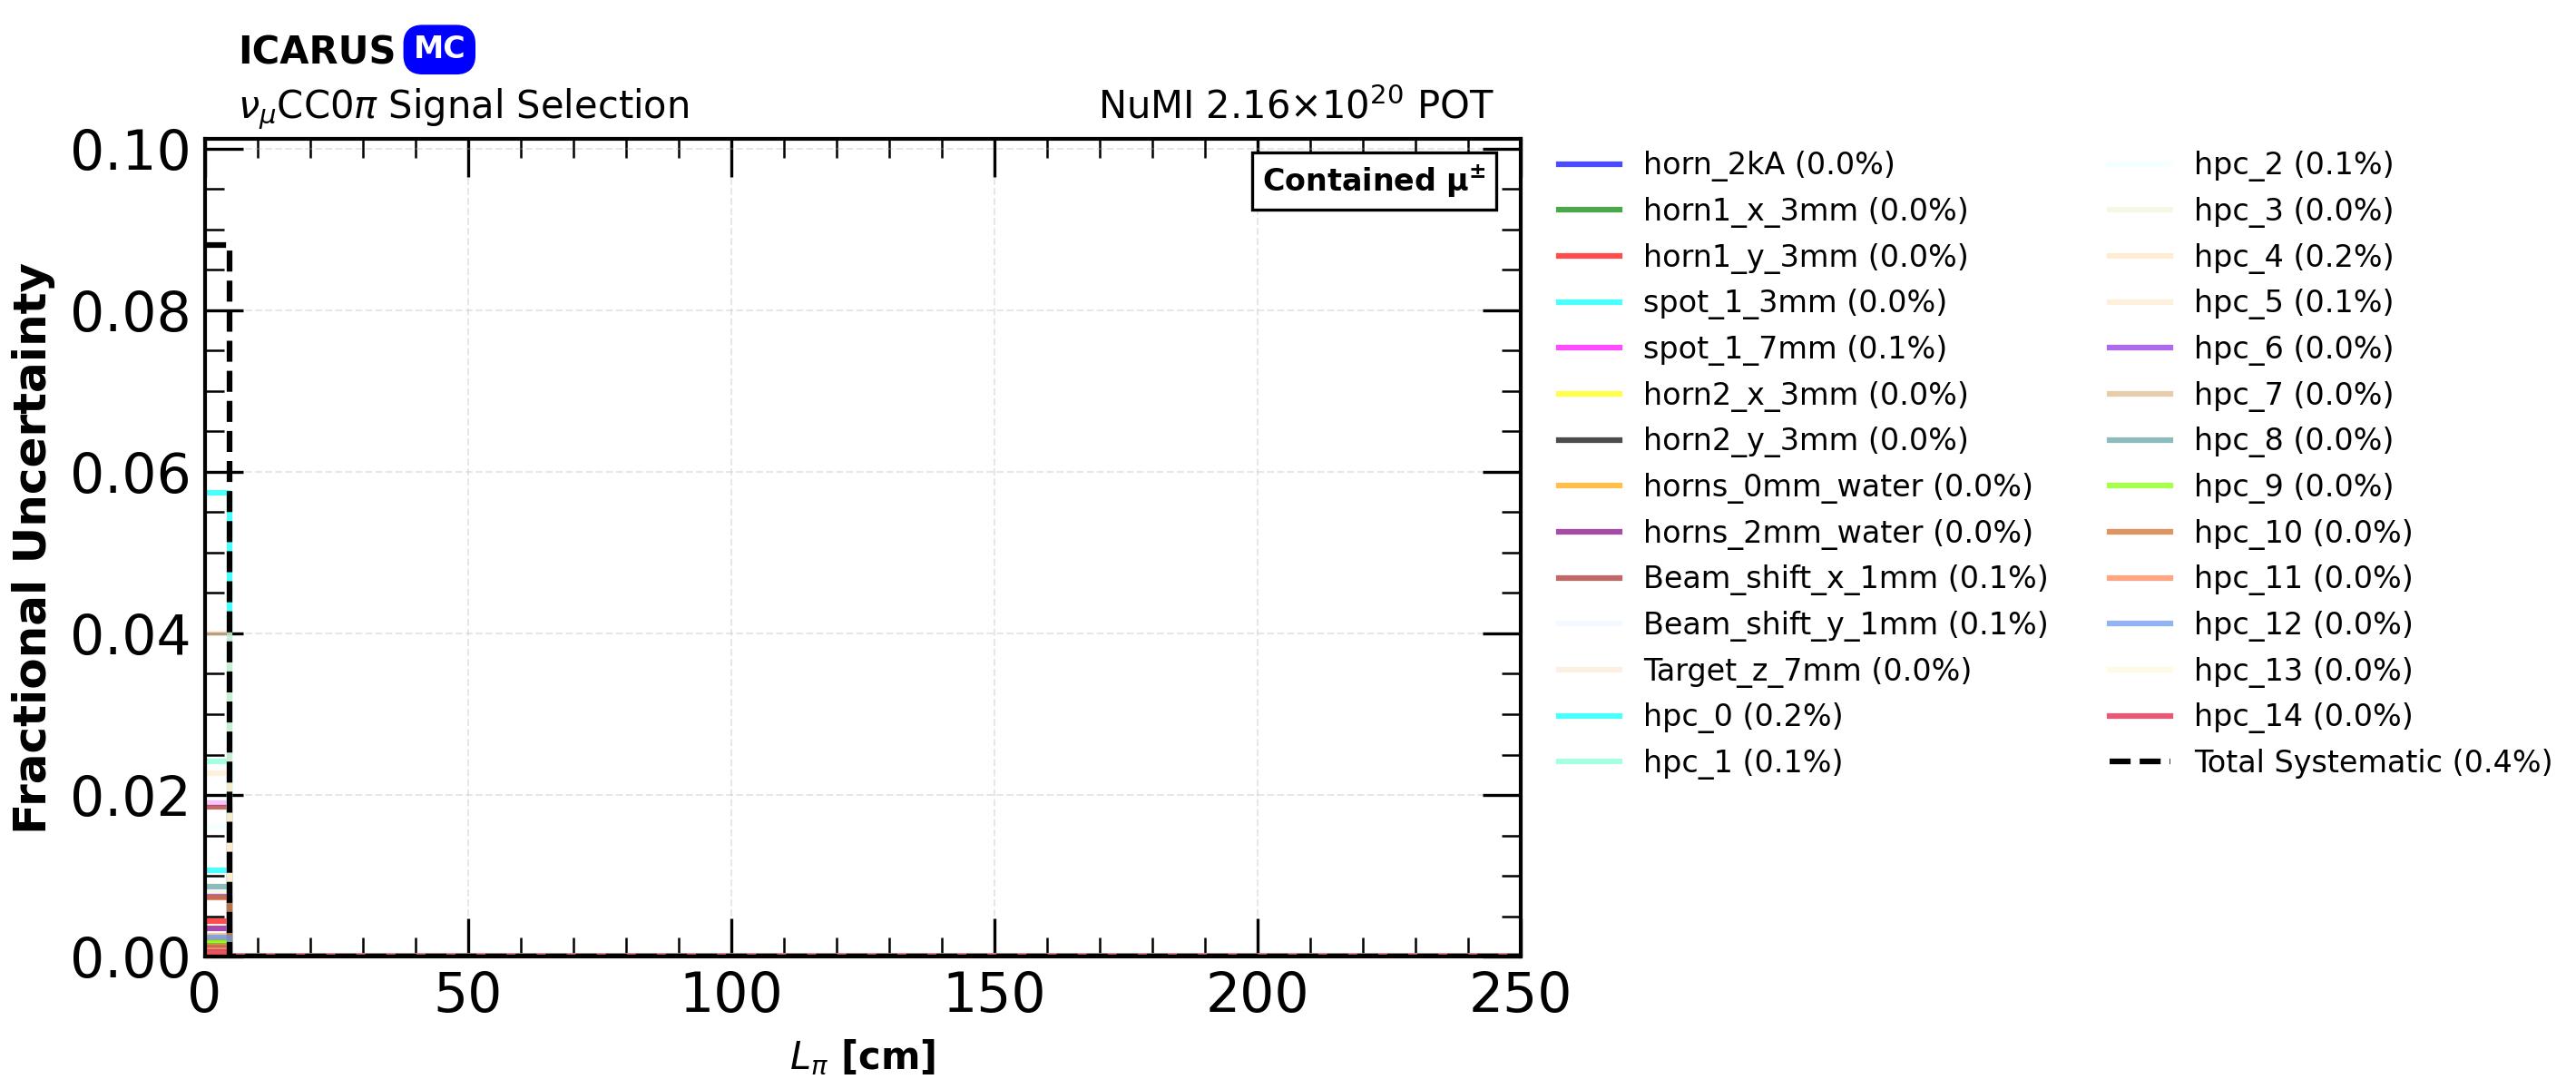 ICARUS MC
νμCC0π Signal Selection
NuMI 2.16×10²⁰ POT
Contained μ±
Fractional Uncertainty
0.10
0.08
0.06
0.04
0.02
0.00
0 50 100 150 200 250
Lπ [cm]
horn_2kA (0.0%)
horn1_x_3mm (0.0%)
horn1_y_3mm (0.0%)
spot_1_3mm (0.0%)
spot_1_7mm (0.1%)
horn2_x_3mm (0.0%)
horn2_y_3mm (0.0%)
horns_0mm_water (0.0%)
horns_2mm_water (0.0%)
Beam_shift_x_1mm (0.1%)
Beam_shift_y_1mm (0.1%)
Target_z_7mm (0.0%)
hpc_0 (0.2%)
hpc_1 (0.1%)
hpc_2 (0.1%)
hpc_3 (0.0%)
hpc_4 (0.2%)
hpc_5 (0.1%)
hpc_6 (0.0%)
hpc_7 (0.0%)
hpc_8 (0.0%)
hpc_9 (0.0%)
hpc_10 (0.0%)
hpc_11 (0.0%)
hpc_12 (0.0%)
hpc_13 (0.0%)
hpc_14 (0.0%)
Total Systematic (0.4%)